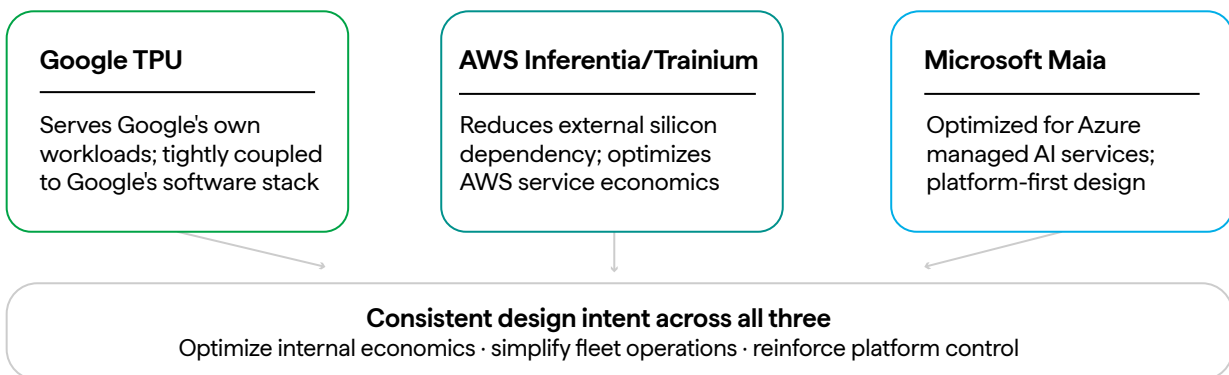 Google TPU
Serves Google's own
workloads; tightly coupled
to Google's software stack
AWS Inferentia/Trainium
Reduces external silicon
dependency; optimizes
AWS service economics
Microsoft Maia
Optimized for Azure
managed AI services;
platform-first design
Consistent design intent across all three
Optimize internal economics · simplify fleet operations · reinforce platform control